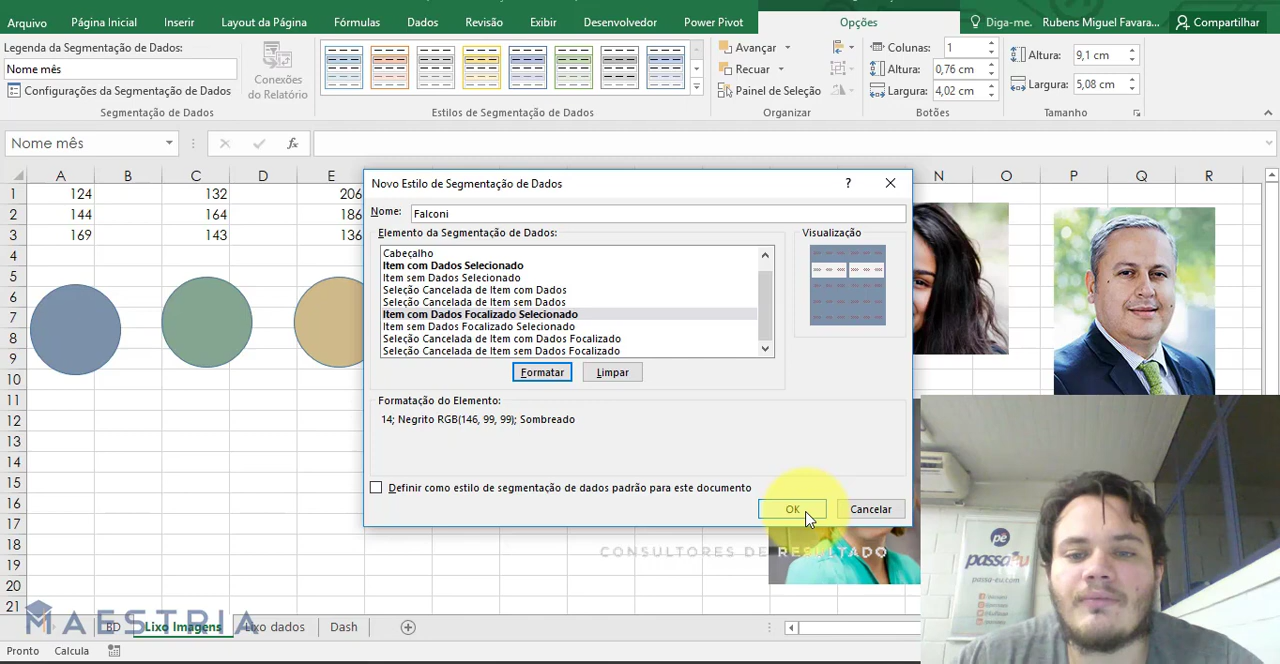 Arquivo Página Inicial Inserir Layout da Página Fórmulas Dados Revisão Exibir Desenvolvedor Power Pivot Opções Diga-me. Rubens Miguel Favara... Compartilhar
Legenda da Segmentação de Dados:
Nome mês
Configurações da Segmentação de Dados
Segmentação de Dados
Conexões
do Relatório
Estilos de Segmentação de Dados
Avançar
Recuar
Painel de Seleção
Organizar
Colunas: 1
Altura: 0,76 cm
Largura: 4,02 cm
Botões
Altura: 9,1 cm
Largura: 5,08 cm
Tamanho
Nome mês fx
A B C D E N O P Q R
1 124 132 206
2 144 164 186
3 169 143 136
4
5
6
7
8
9
10
11
12
13
14
15
16
17
18
19
20
21
Novo Estilo de Segmentação de Dados ?
Nome: Falconi
Elemento da Segmentação de Dados:
Cabeçalho
Item com Dados Selecionado
Item sem Dados Selecionado
Seleção Cancelada de Item com Dados
Seleção Cancelada de Item sem Dados
Item com Dados Focalizado Selecionado
Item sem Dados Focalizado Selecionado
Seleção Cancelada de Item com Dados Focalizado
Seleção Cancelada de Item sem Dados Focalizado
Visualização
Formatar Limpar
Formatação do Elemento:
14; Negrito RGB(146, 99, 99); Sombreado
Definir como estilo de segmentação de dados padrão para este documento
OK Cancelar
CONSULTORES DE RESULTADO
pe
passa-eu
passa-eu.com
MAESTRIA
BD Lixo Imagens Lixo dados Dash
Pronto Calcula